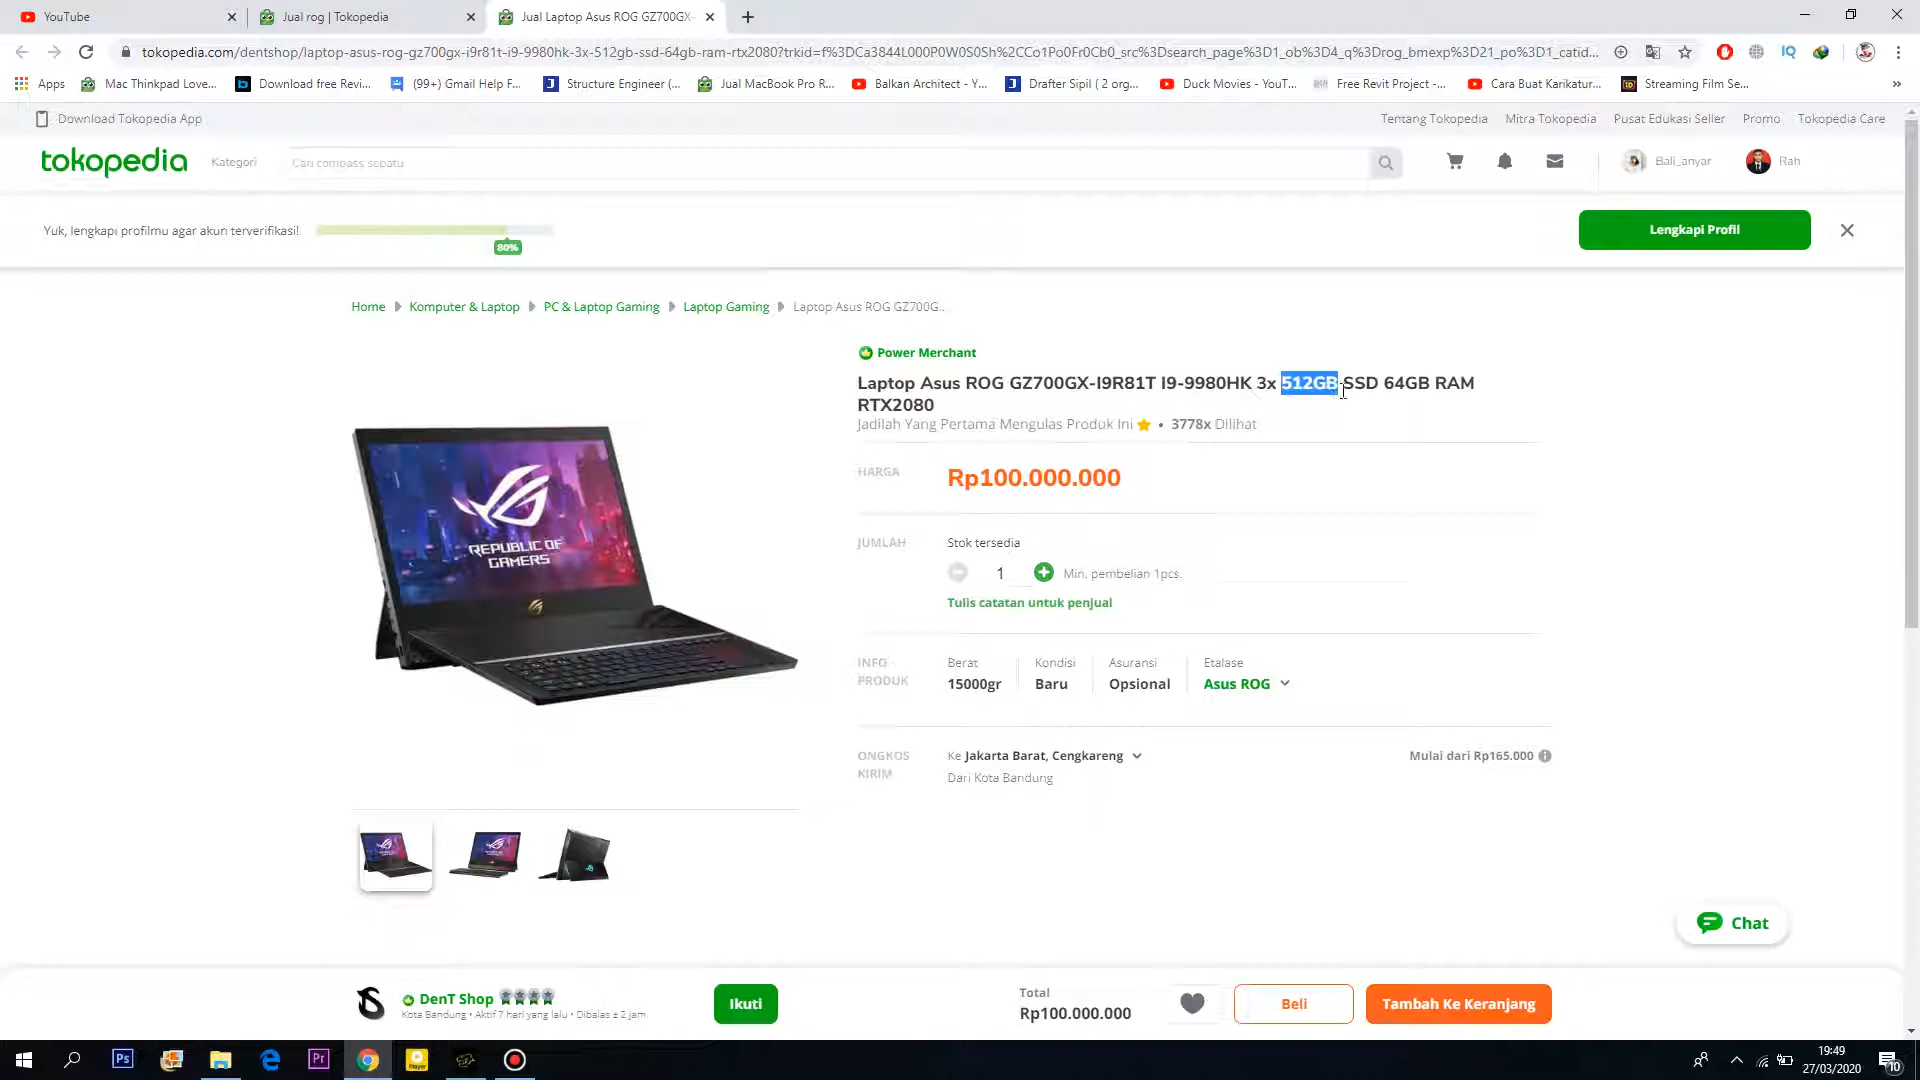 YouTube
Jual rog | Tokopedia
Jual Laptop Asus ROG GZ700GX-
tokopedia.com/dentshop/laptop-asus-rog-gz700gx-i9r81t-i9-9980hk-3x-512gb-ssd-64gb-ram-rtx2080?trkid=f%3DCa3844L000P0W0S0Sh%2CCo1Po0Fr0Cb0_src%3Dsearch_page%3D1_ob%3D4_q%3Drog_bmexp%3D21_po%3D1_catid...
Apps
Mac Thinkpad Love...
Download free Revi...
(99+) Gmail Help F...
Structure Engineer (...
Jual MacBook Pro R...
Balkan Architect - Y...
Drafter Sipil ( 2 org...
Duck Movies - YouT...
Free Revit Project -...
Cara Buat Karikatur...
Streaming Film Se...
Download Tokopedia App
Tentang Tokopedia
Mitra Tokopedia
Pusat Edukasi Seller
Promo
Tokopedia Care
tokopedia
Kategori
Cari compass sepatu
Bali_anyar
Rah
Yuk, lengkapi profilmu agar akun terverifikasi!
80%
Lengkapi Profil
Home
Komputer & Laptop
PC & Laptop Gaming
Laptop Gaming
Laptop Asus ROG GZ700G..
Power Merchant
Laptop Asus ROG GZ700GX-I9R81T I9-9980HK 3x 512GB SSD 64GB RAM
RTX2080
Jadilah Yang Pertama Mengulas Produk Ini • 3778x Dilihat
HARGA
Rp100.000.000
JUMLAH
Stok tersedia
1
Min. pembelian 1pcs.
Tulis catatan untuk penjual
REPUBLIC OF
GAMERS
INFO
PRODUK
Berat
15000gr
Kondisi
Baru
Asuransi
Opsional
Etalase
Asus ROG
ONGKOS
KIRIM
Ke Jakarta Barat, Cengkareng
Dari Kota Bandung
Mulai dari Rp165.000
Chat
DenT Shop
Kota Bandung • Aktif 7 hari yang lalu • Dibalas ± 2 jam
Ikuti
Total
Rp100.000.000
Beli
Tambah Ke Keranjang
19:49
27/03/2020
10